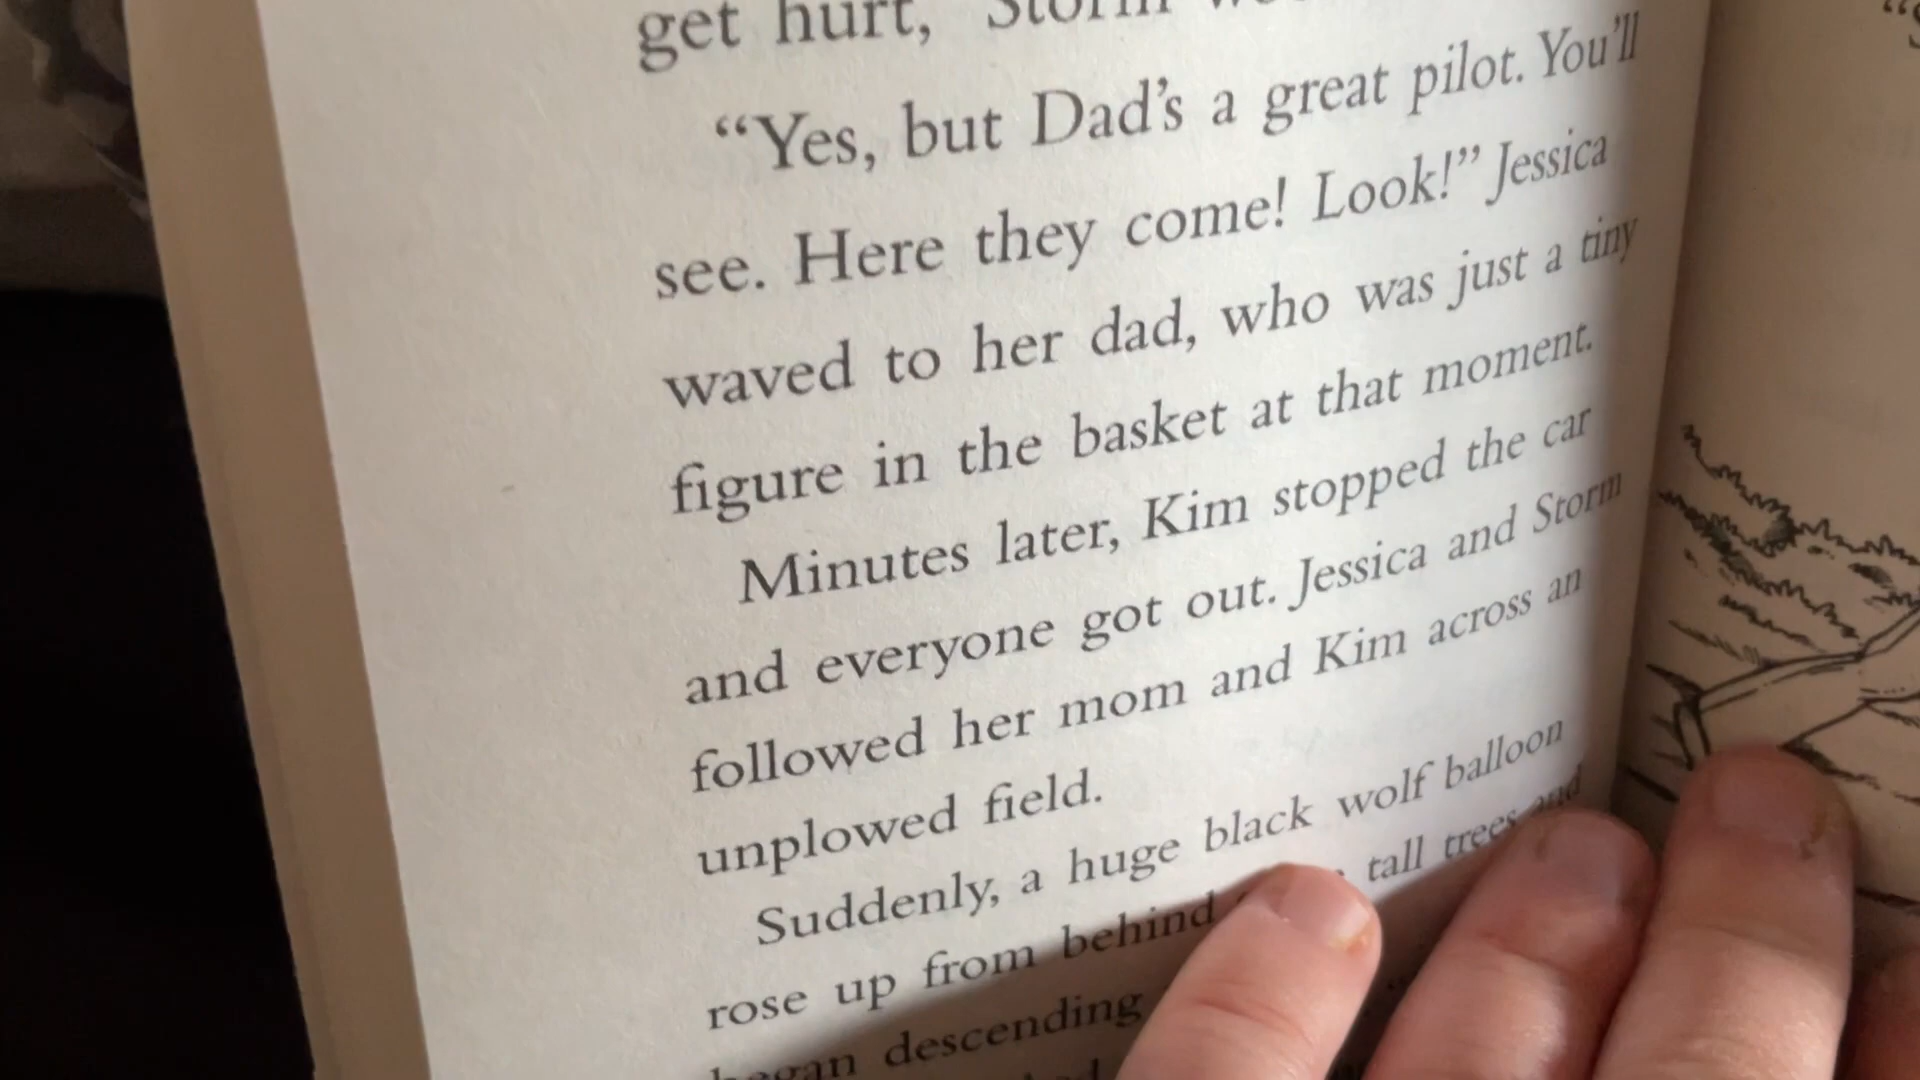 get hurt," Storm
"Yes, but Dad's a great pilot. You'll
see. Here they come! Look!" Jessica
waved to her dad, who was just a tiny
figure in the basket at that moment.
Minutes later, Kim stopped the car
and everyone got out. Jessica and Storm
followed her mom and Kim across an
unplowed field.
Suddenly, a huge black wolf balloon
rose up from behind tall trees and
began descending